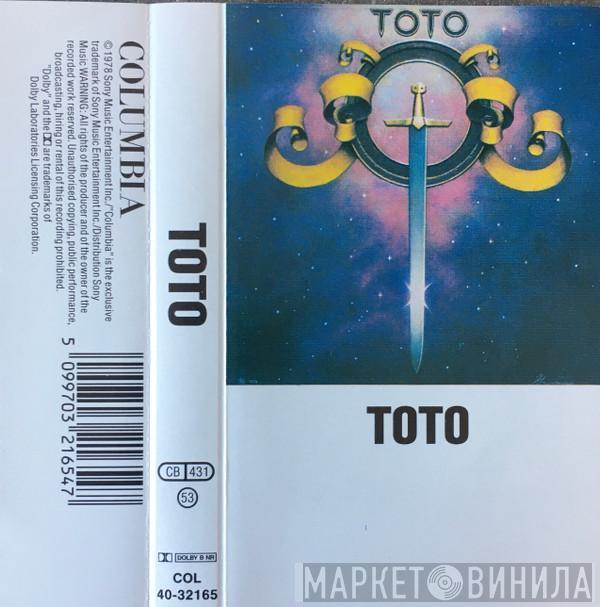 COLUMBIA
© 1978 Sony Music Entertainment Inc./"Columbia" is the exclusive
trademark of Sony Music Entertainment Inc./Distribution Sony
Music WARNING: All rights of the producer and of the owner of the
recorded work reserved. Unauthorised copying, public performance,
broadcasting, hiring or rental of this recording prohibited.
"Dolby" and the DD are trademarks of
Dolby Laboratories Licensing Corporation.
5 099703 216547
TOTO
CB 431
53
DOLBY B NR
COL
40-32165
TOTO
TOTO
МАРКЕТ ВИНИЛА